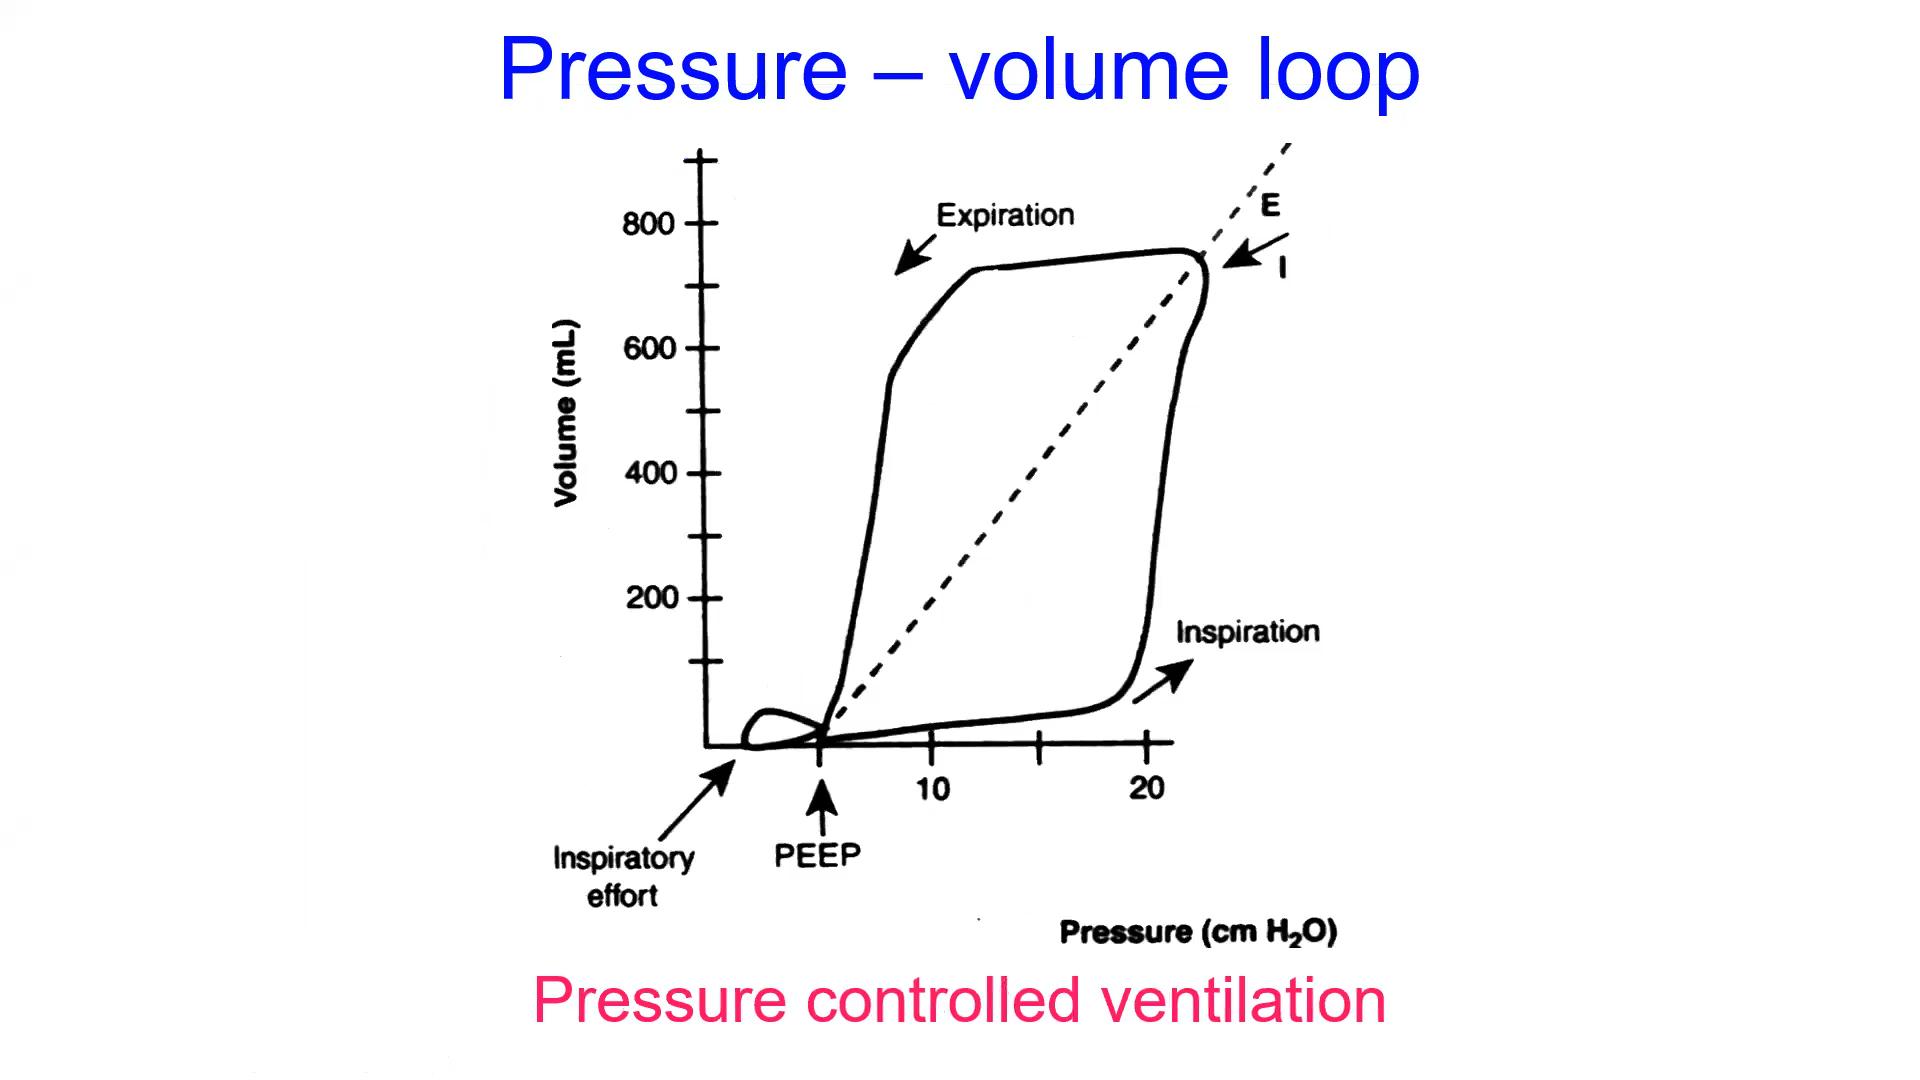 Pressure – volume loop
E
Expiration
800
I
Volume (mL)
600
400
200
Inspiration
10
20
PEEP
Inspiratory
effort
Pressure (cm H₂O)
Pressure controlled ventilation